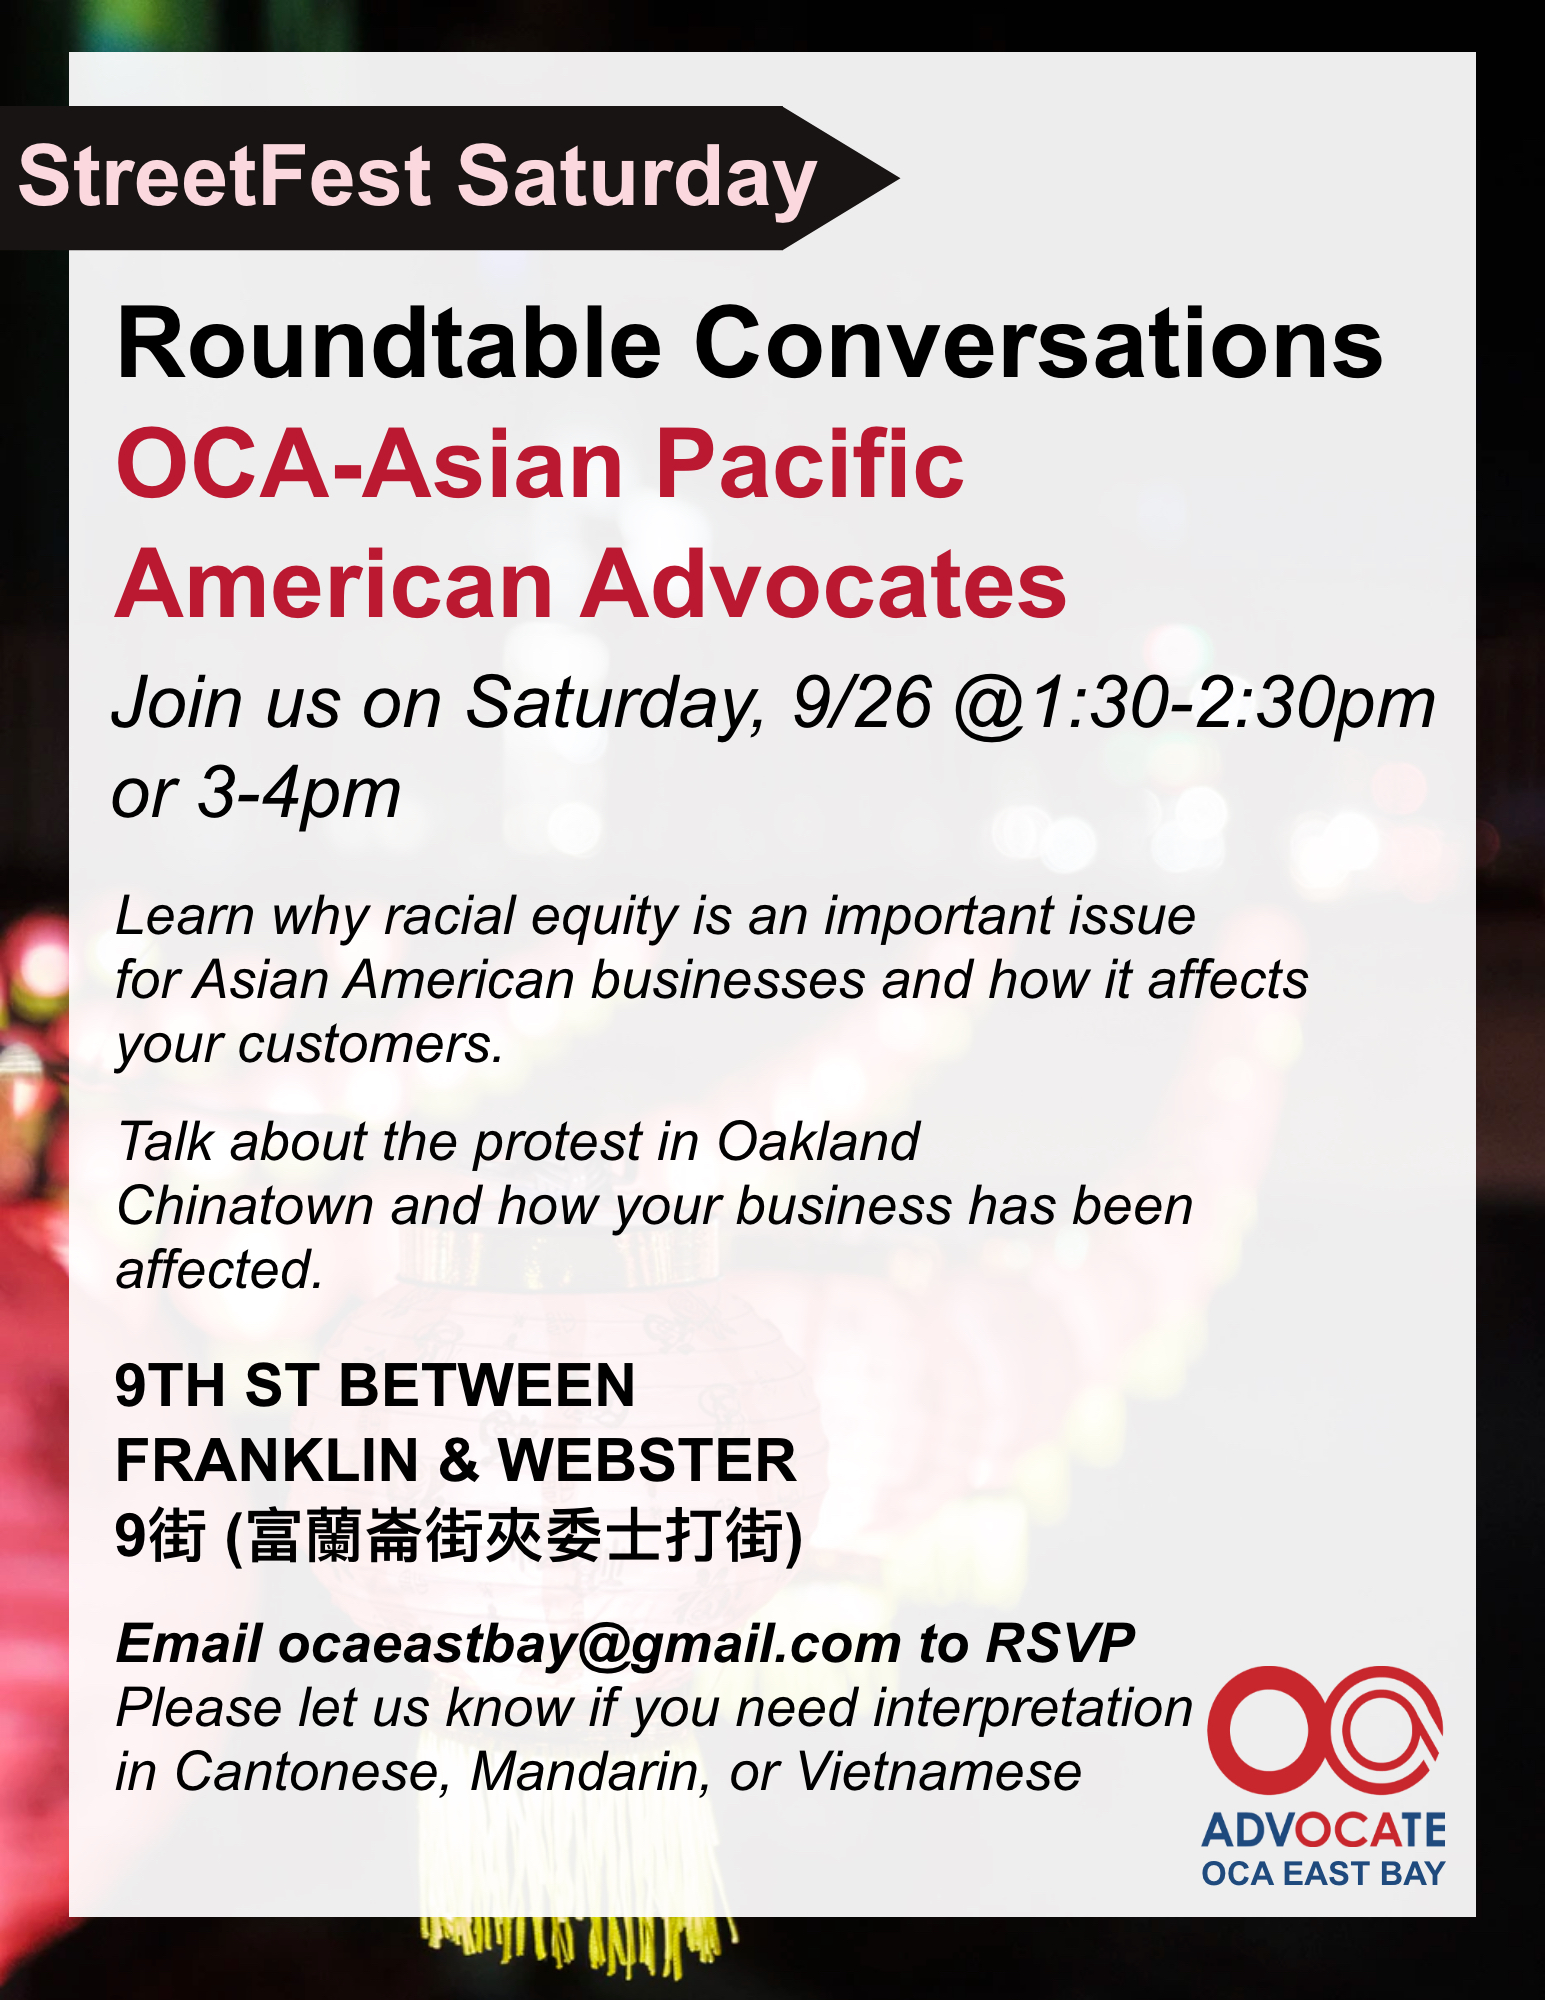 StreetFest Saturday
Roundtable Conversations
OCA-Asian Pacific
American Advocates
Join us on Saturday, 9/26 @1:30-2:30pm
or 3-4pm
Learn why racial equity is an important issue
for Asian American businesses and how it affects
your customers.
Talk about the protest in Oakland
Chinatown and how your business has been
affected.
9TH ST BETWEEN
FRANKLIN & WEBSTER
9街 (富蘭崙街夾委士打街)
Email ocaeastbay@gmail.com to RSVP
Please let us know if you need interpretation
in Cantonese, Mandarin, or Vietnamese
ADVOCATE
OCA EAST BAY